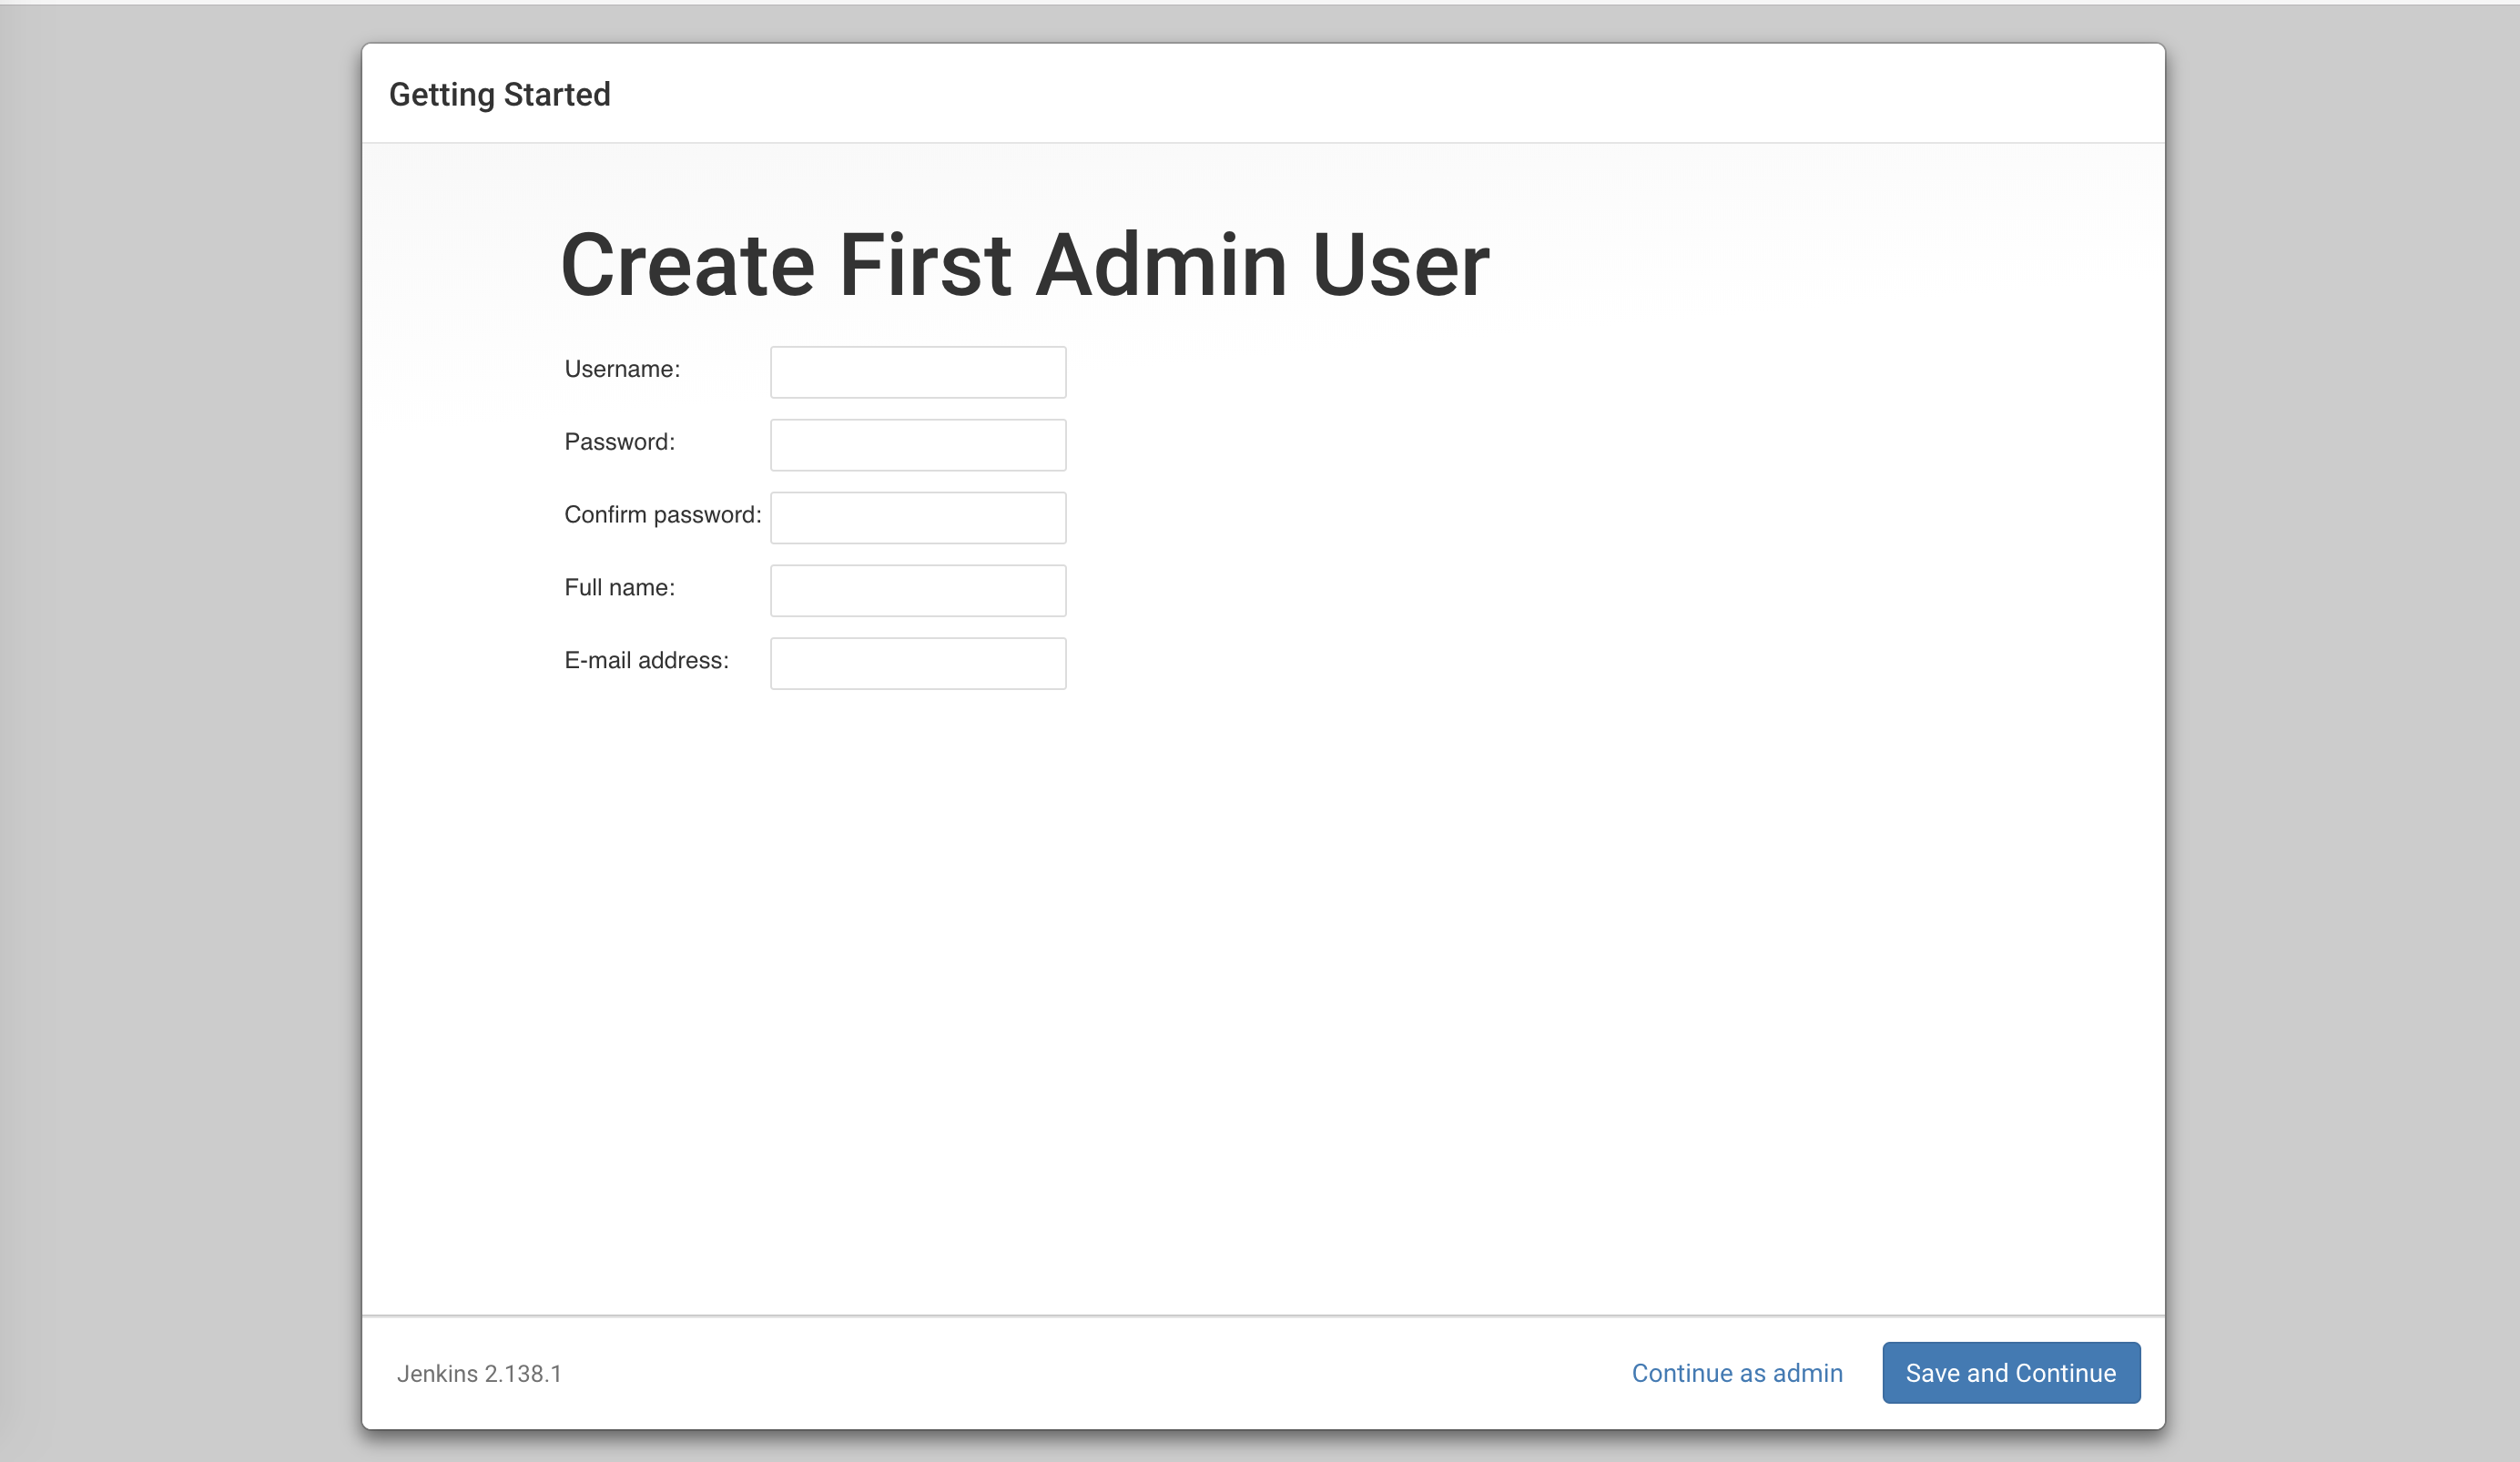 Getting Started
Create First Admin User
Username:
Password:
Confirm password:
Full name:
E-mail address:
Jenkins 2.138.1
Continue as admin
Save and Continue